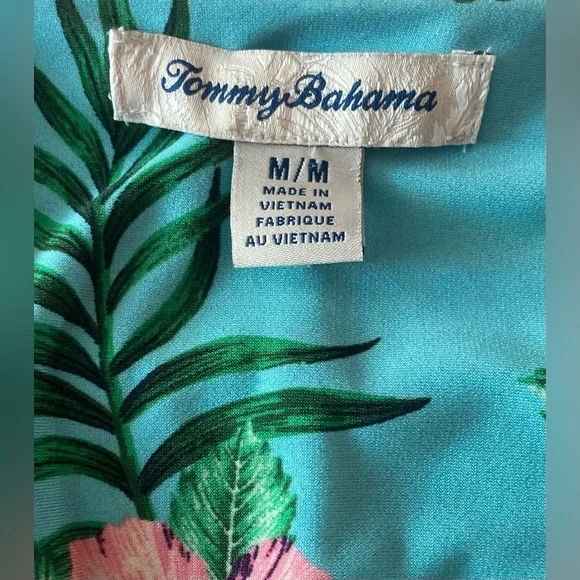 Tommy Bahama
M/M
MADE IN
VIETNAM
FABRIQUE
AU VIETNAM